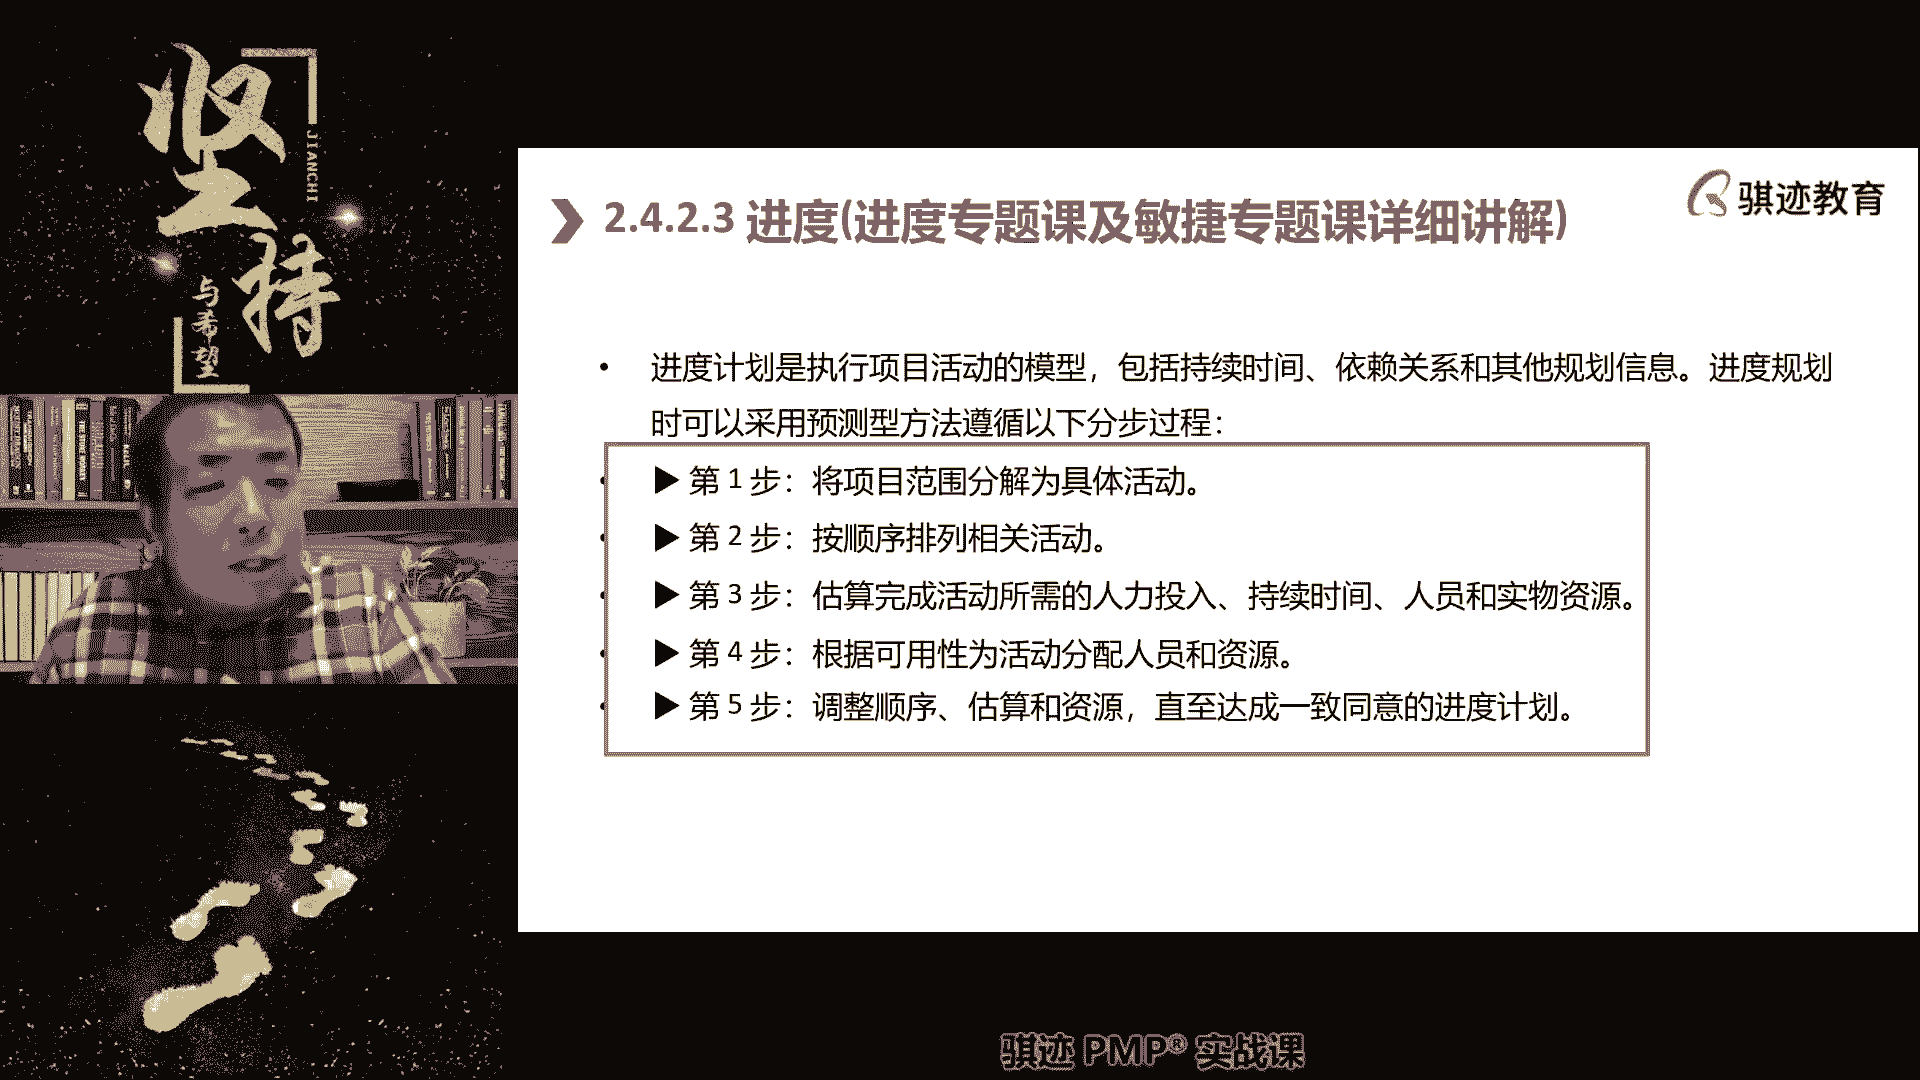 坚持
JIANCHI
与希望
骐迹教育
2.4.2.3 进度(进度专题课及敏捷专题课详细讲解)
• 进度计划是执行项目活动的模型，包括持续时间、依赖关系和其他规划信息。进度规划
时可以采用预测型方法遵循以下分步过程：
▶ 第 1 步：将项目范围分解为具体活动。
▶ 第 2 步：按顺序排列相关活动。
▶ 第 3 步：估算完成活动所需的人力投入、持续时间、人员和实物资源。
▶ 第 4 步：根据可用性为活动分配人员和资源。
▶ 第 5 步：调整顺序、估算和资源，直至达成一致同意的进度计划。
骐迹 PMP® 实战课